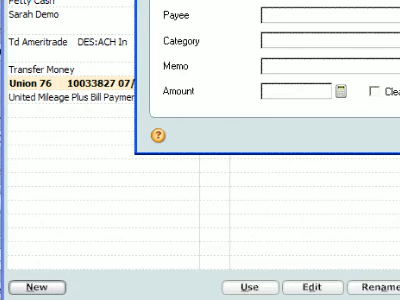 Petty Cash
Sarah Demo
Td Ameritrade DES:ACH In
Transfer Money
Union 76 10033827 07/
United Mileage Plus Bill Paymen
Payee
Category
Memo
Amount
Clea
?
New
Use
Edit
Rename